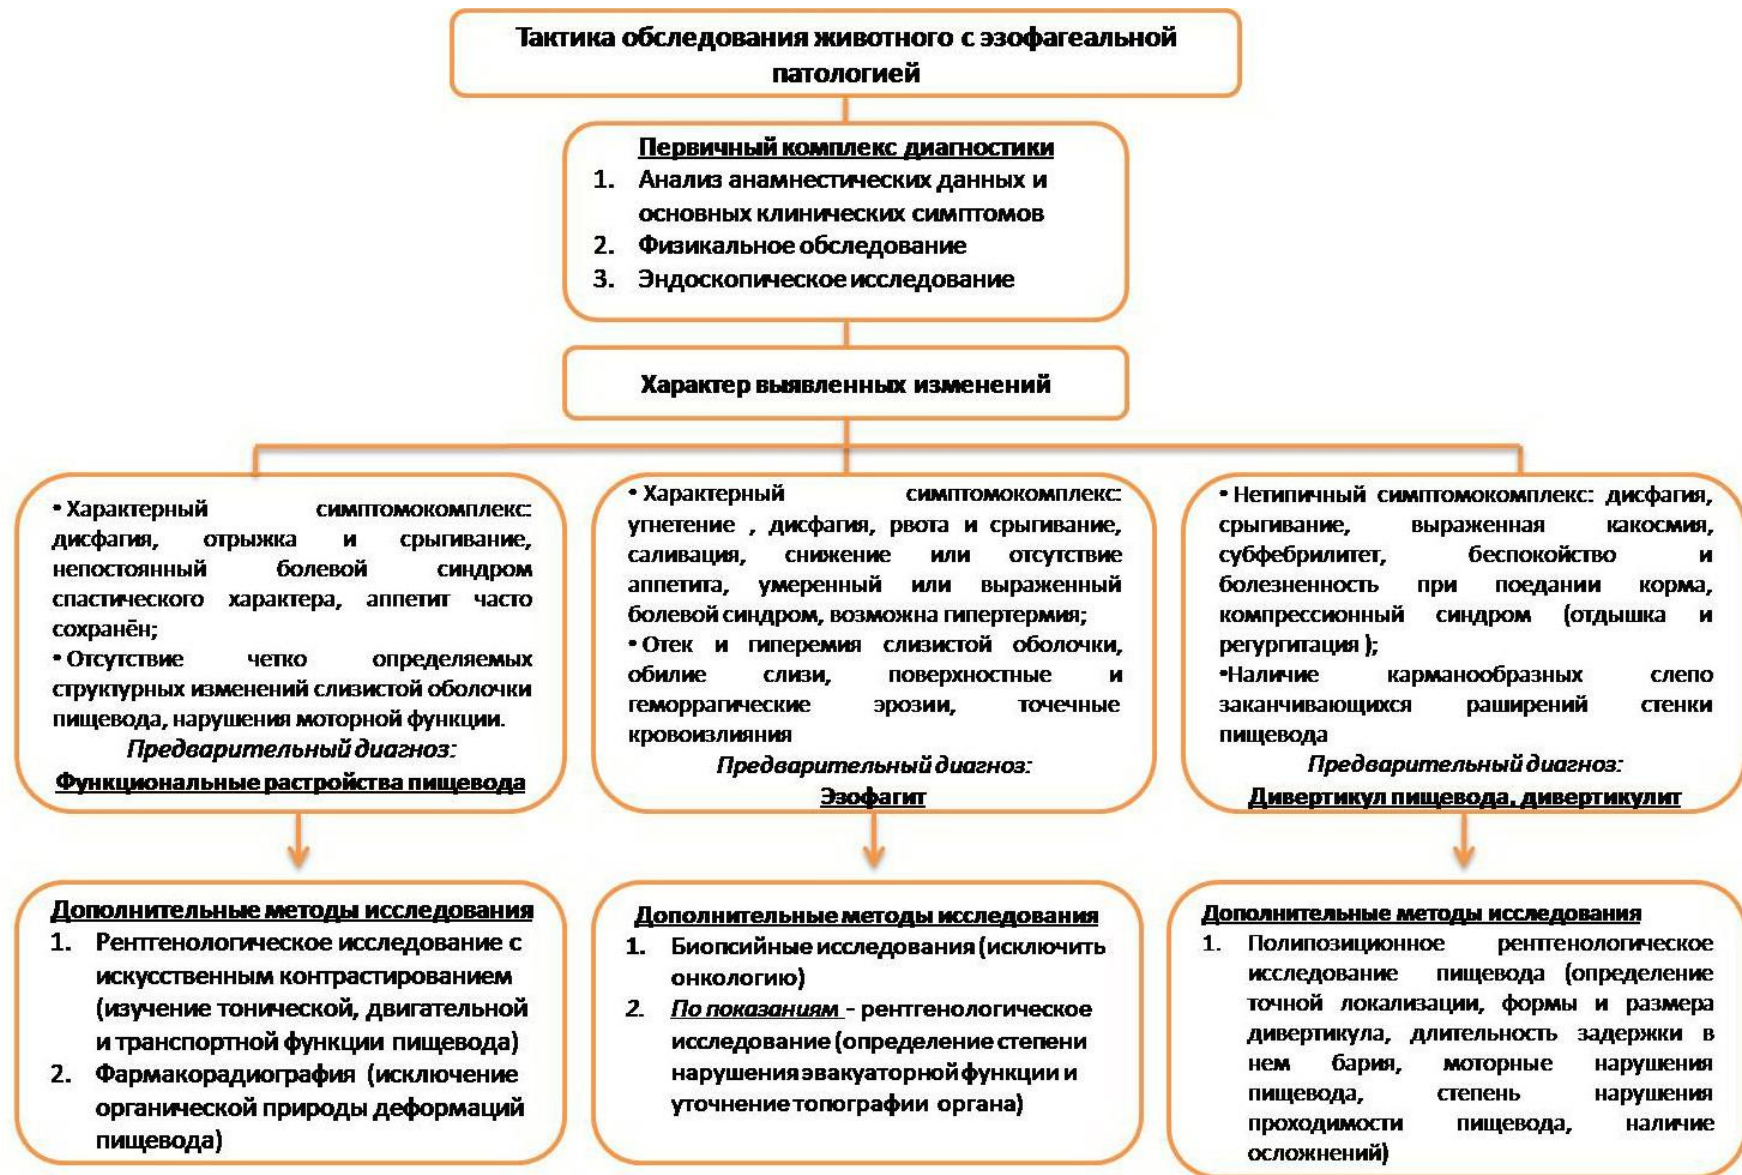 Тактика обследования животного с эзофагеальной
патологией
Первичный комплекс диагностики
1. Анализ анамнестических данных и
основных клинических симптомов
2. Физикальное обследование
3. Эндоскопическое исследование
Характер выявленных изменений
• Характерный симптомокомплекс:
дисфагия, отрыжка и срыгивание,
непостоянный болевой синдром
спастического характера, аппетит часто
сохранён;
• Отсутствие четко определяемых
структурных изменений слизистой оболочки
пищевода, нарушения моторной функции.
Предварительный диагноз:
Функциональные растройства пищевода
• Характерный симптомокомплекс:
угнетение , дисфагия, рвота и срыгивание,
саливация, снижение или отсутствие
аппетита, умеренный или выраженный
болевой синдром, возможна гипертермия;
• Отек и гиперемия слизистой оболочки,
обилие слизи, поверхностные и
геморрагические эрозии, точечные
кровоизлияния
Предварительный диагноз:
Эзофагит
• Нетипичный симптомокомплекс: дисфагия,
срыгивание, выраженная какосмия,
субфебрилитет, беспокойство и
болезненность при поедании корма,
компрессионный синдром (отдышка и
регургитация );
•Наличие карманообразных слепо
заканчивающихся раширений стенки
пищевода
Предварительный диагноз:
Дивертикул пищевода, дивертикулит
Дополнительные методы исследования
1. Рентгенологическое исследование с
искусственным контрастированием
(изучение тонической, двигательной
и транспортной функции пищевода)
2. Фармакорадиография (исключение
органической природы деформаций
пищевода)
Дополнительные методы исследования
1. Биопсийные исследования (исключить
онкологию)
2. По показаниям - рентгенологическое
исследование (определение степени
нарушения эвакуаторной функции и
уточнение топографии органа)
Дополнительные методы исследования
1. Полипозиционное рентгенологическое
исследование пищевода (определение
точной локализации, формы и размера
дивертикула, длительность задержки в
нем бария, моторные нарушения
пищевода, степень нарушения
проходимости пищевода, наличие
осложнений)